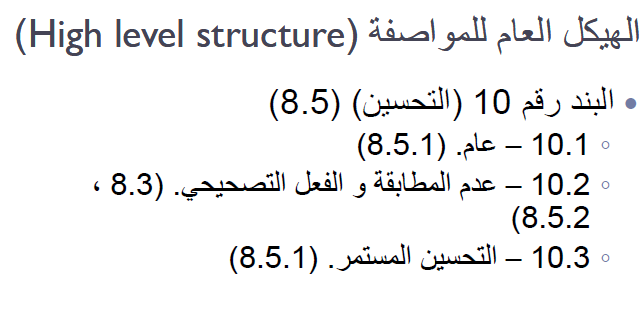 الهيكل العام للمواصفة (High level structure)
• البند رقم 10 (التحسين) (8.5)
◦ 10.1 – عام. (8.5.1)
◦ 10.2 – عدم المطابقة و الفعل التصحيحي. (8.3 ،
8.5.2)
◦ 10.3 – التحسين المستمر. (8.5.1)